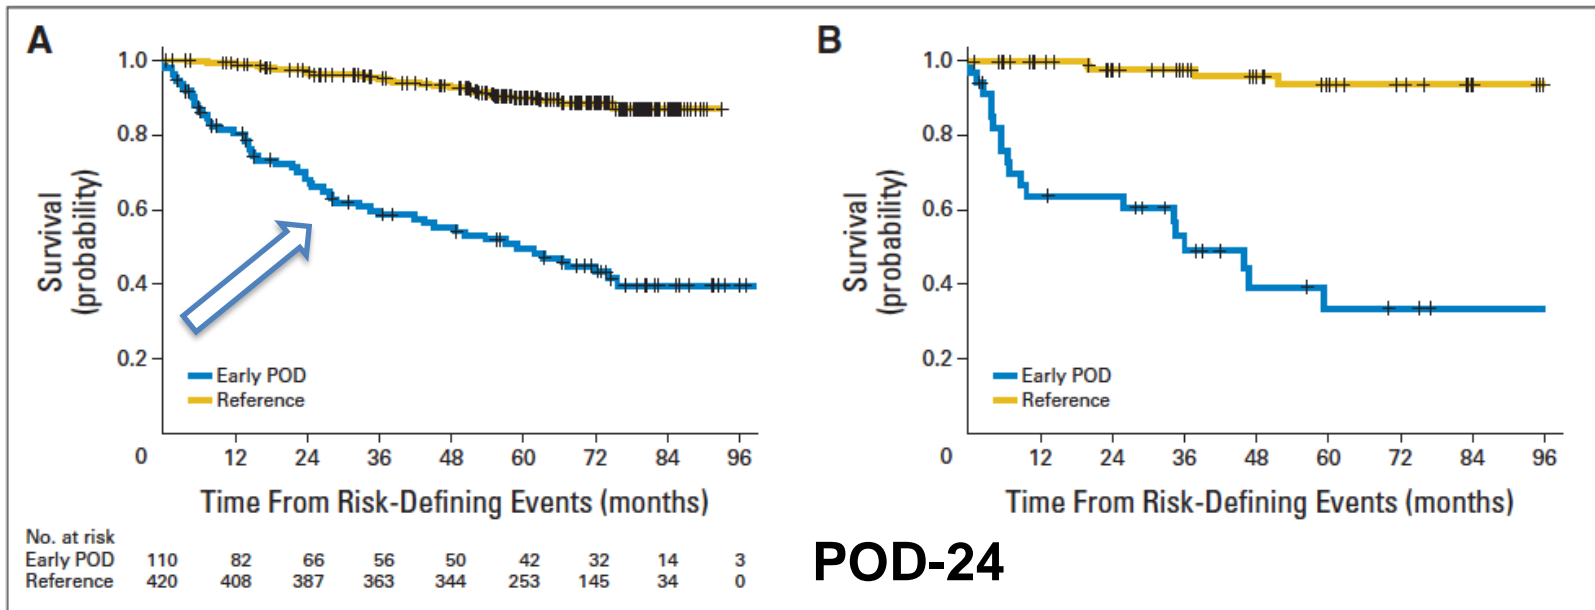 A
1.0
0.8
0.6
0.4
0.2
Survival
(probability)
Early POD
Reference
0 12 24 36 48 60 72 84 96
Time From Risk-Defining Events (months)
No. at risk
Early POD 110 82 66 56 50 42 32 14 3
Reference 420 408 387 363 344 253 145 34 0
B
1.0
0.8
0.6
0.4
0.2
Survival
(probability)
Early POD
Reference
0 12 24 36 48 60 72 84 96
Time From Risk-Defining Events (months)
POD-24